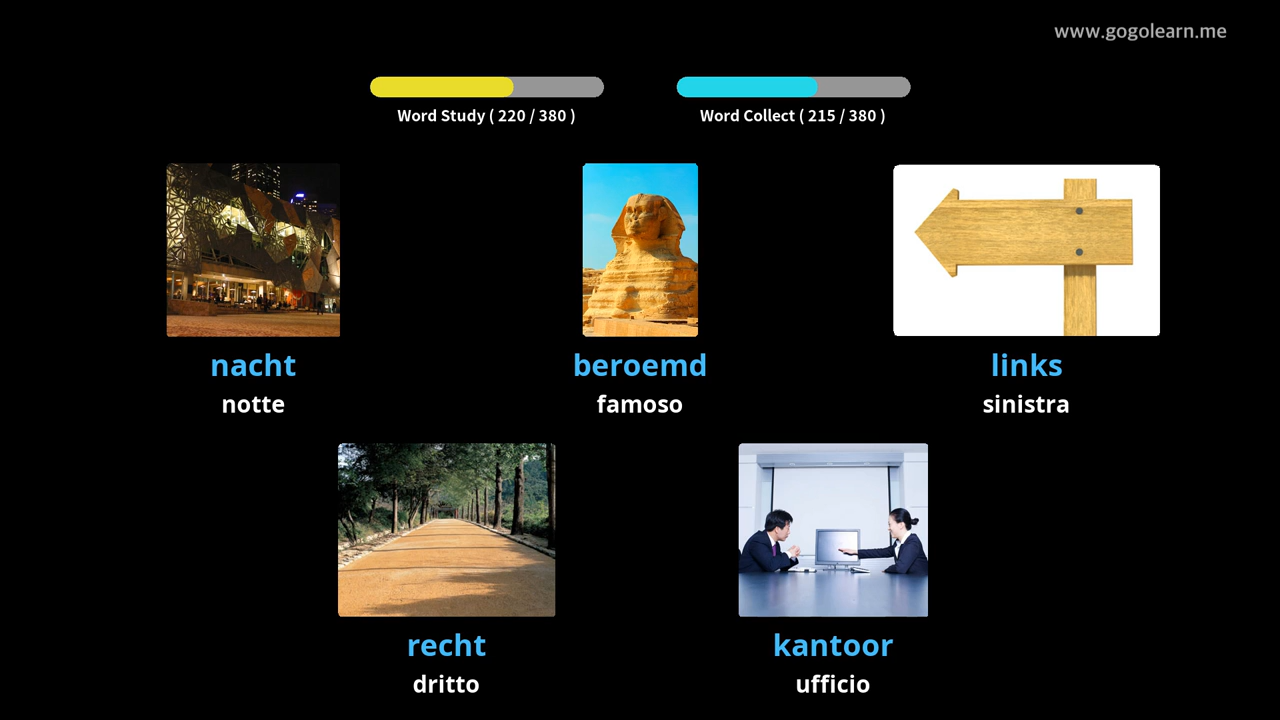 www.gogolearn.me
Word Study ( 220 / 380 )
Word Collect ( 215 / 380 )
nacht
notte
beroemd
famoso
links
sinistra
recht
dritto
kantoor
ufficio